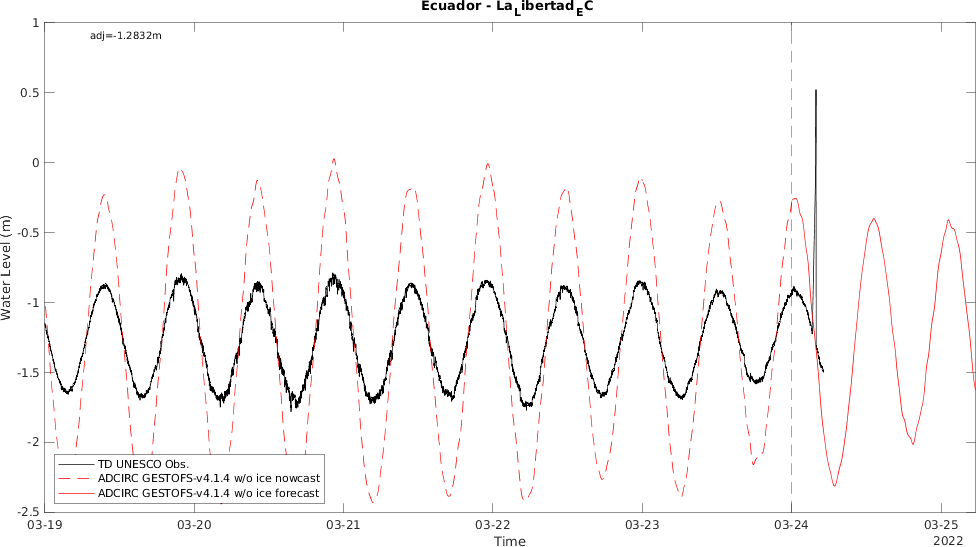 Ecuador - LaLibertadEC
adj=-1.2832m
1
0.5
0
-0.5
-1
-1.5
-2
-2.5
Water Level (m)
TD UNESCO Obs.
ADCIRC GESTOFS-v4.1.4 w/o ice nowcast
ADCIRC GESTOFS-v4.1.4 w/o ice forecast
03-19 03-20 03-21 03-22 03-23 03-24 03-25
Time
2022